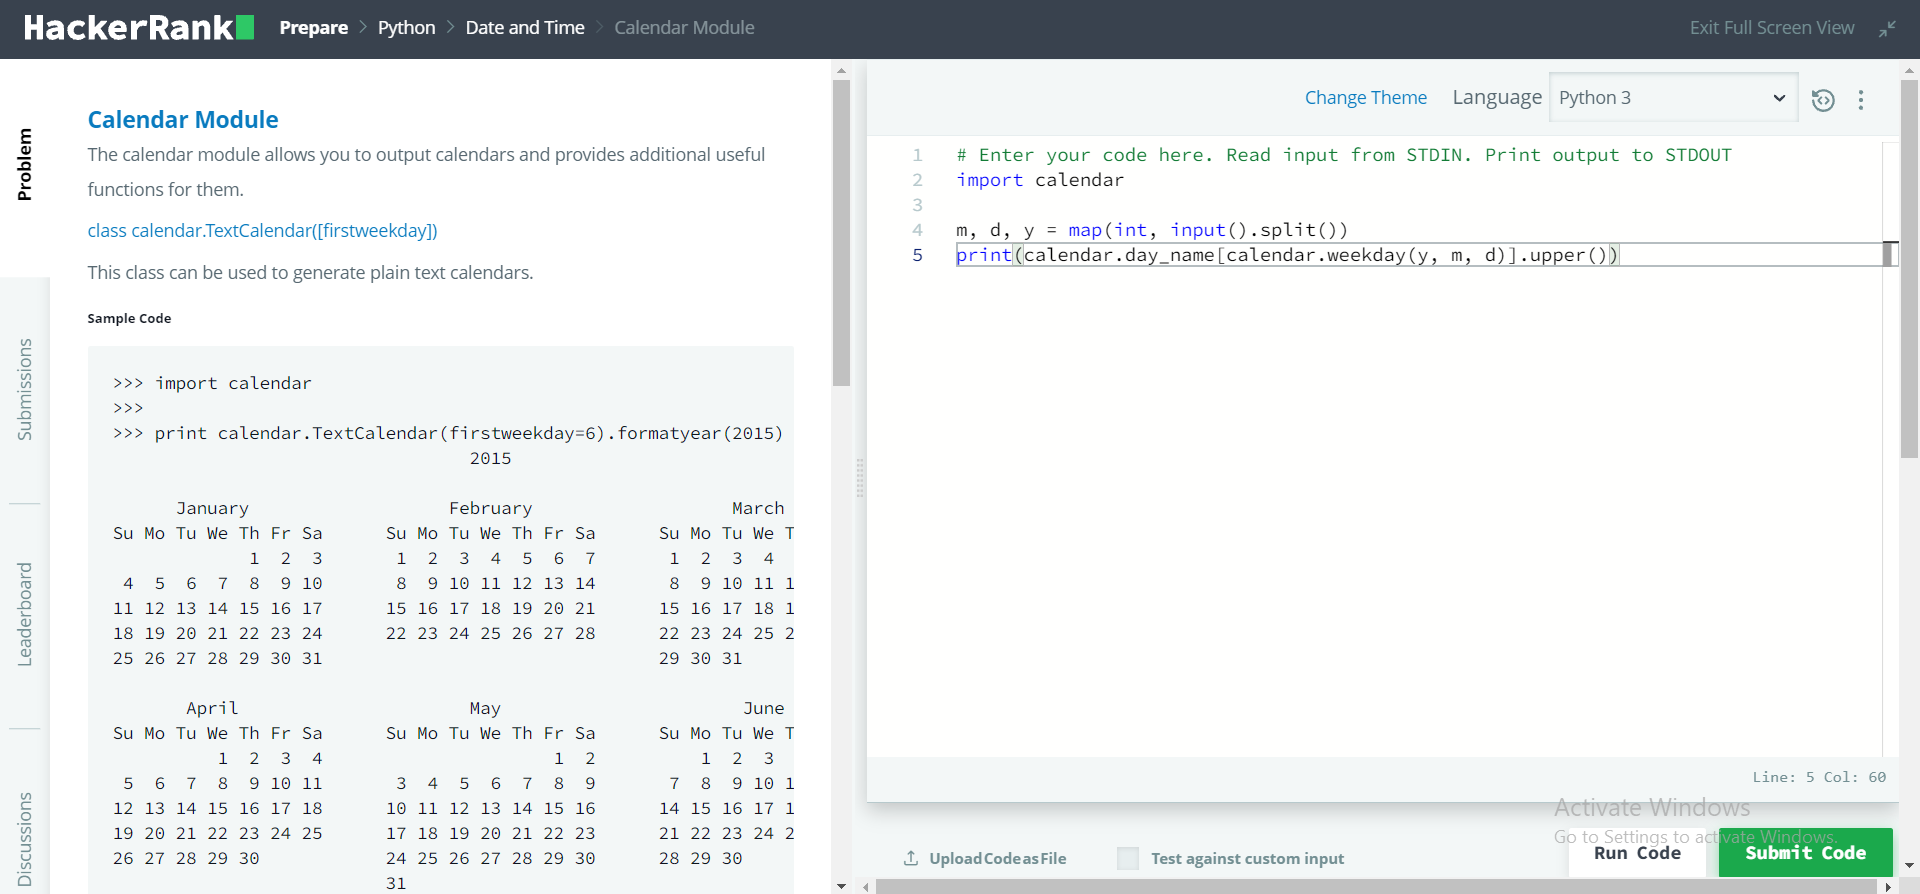 HackerRank Prepare > Python > Date and Time > Calendar Module Exit Full Screen View
Problem
Submissions
Leaderboard
Discussions
Calendar Module
The calendar module allows you to output calendars and provides additional useful
functions for them.
class calendar.TextCalendar([firstweekday])
This class can be used to generate plain text calendars.
Sample Code
>>> import calendar
>>>
>>> print calendar.TextCalendar(firstweekday=6).formatyear(2015)
2015
January February March
Su Mo Tu We Th Fr Sa Su Mo Tu We Th Fr Sa Su Mo Tu We T
1 2 3 1 2 3 4 5 6 7 1 2 3 4
4 5 6 7 8 9 10 8 9 10 11 12 13 14 8 9 10 11 1
11 12 13 14 15 16 17 15 16 17 18 19 20 21 15 16 17 18 1
18 19 20 21 22 23 24 22 23 24 25 26 27 28 22 23 24 25 2
25 26 27 28 29 30 31 29 30 31
April May June
Su Mo Tu We Th Fr Sa Su Mo Tu We Th Fr Sa Su Mo Tu We T
1 2 3 4 1 2 1 2 3
5 6 7 8 9 10 11 3 4 5 6 7 8 9 7 8 9 10 1
12 13 14 15 16 17 18 10 11 12 13 14 15 16 14 15 16 17 1
19 20 21 22 23 24 25 17 18 19 20 21 22 23 21 22 23 24 2
26 27 28 29 30 24 25 26 27 28 29 30 28 29 30
31
Change Theme Language Python 3
1 # Enter your code here. Read input from STDIN. Print output to STDOUT
2 import calendar
3
4 m, d, y = map(int, input().split())
5 print(calendar.day_name[calendar.weekday(y, m, d)].upper())
Line: 5 Col: 60
Activate Windows
Go to Settings to activate Windows.
Upload Code as File Test against custom input Run Code Submit Code